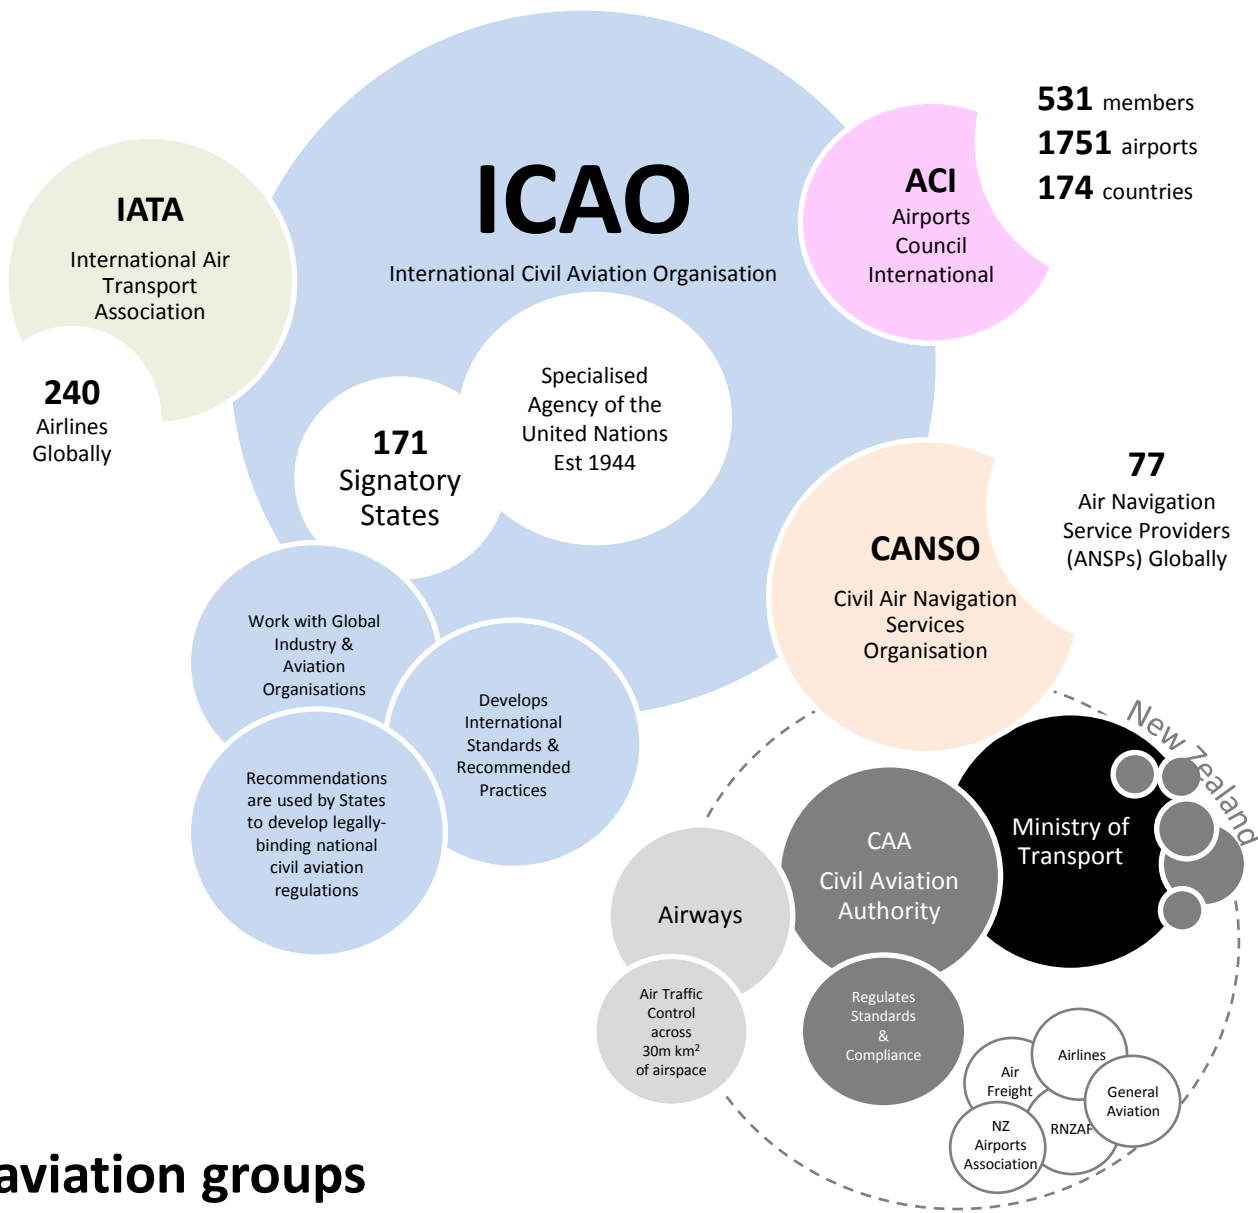 ICAO
International Civil Aviation Organisation
Specialised
Agency of the
United Nations
Est 1944
171
Signatory
States
IATA
International Air
Transport
Association
240
Airlines
Globally
ACI
Airports
Council
International
531 members
1751 airports
174 countries
CANSO
Civil Air Navigation
Services
Organisation
77
Air Navigation
Service Providers
(ANSPs) Globally
Work with Global
Industry &
Aviation
Organisations
Develops
International
Standards &
Recommended
Practices
Recommendations
are used by States
to develop legally-
binding national
civil aviation
regulations
New Zealand
Ministry of
Transport
CAA
Civil Aviation
Authority
Regulates
Standards
&
Compliance
Airways
Air Traffic
Control
across
30m km²
of airspace
Airlines
Air
Freight
General
Aviation
RNZAF
NZ
Airports
Association
aviation groups